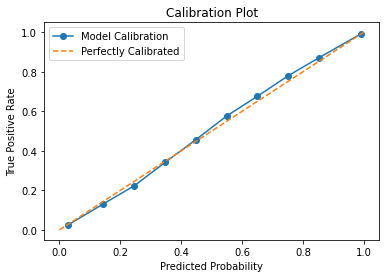 Calibration Plot
Model Calibration
Perfectly Calibrated
True Positive Rate
1.0
0.8
0.6
0.4
0.2
0.0
0.0 0.2 0.4 0.6 0.8 1.0
Predicted Probability